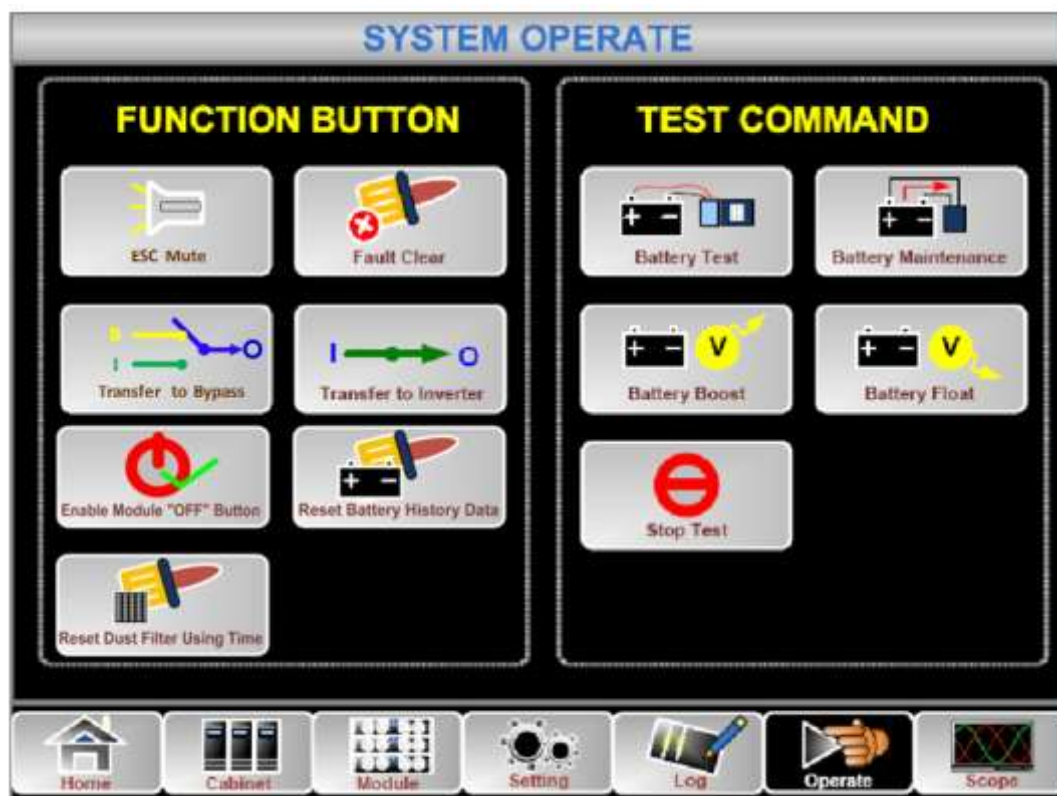 SYSTEM OPERATE
FUNCTION BUTTON
ESC Mute
Fault Clear
B
I
O
Transfer to Bypass
I
O
Transfer to Inverter
Enable Module "OFF" Button
+ -
Reset Battery History Data
Reset Dust Filter Using Time
TEST COMMAND
+ -
Battery Test
+ -
Battery Maintenance
+ - V
Battery Boost
+ - V
Battery Float
Stop Test
Home
Cabinet
Module
Setting
Log
Operate
Scope